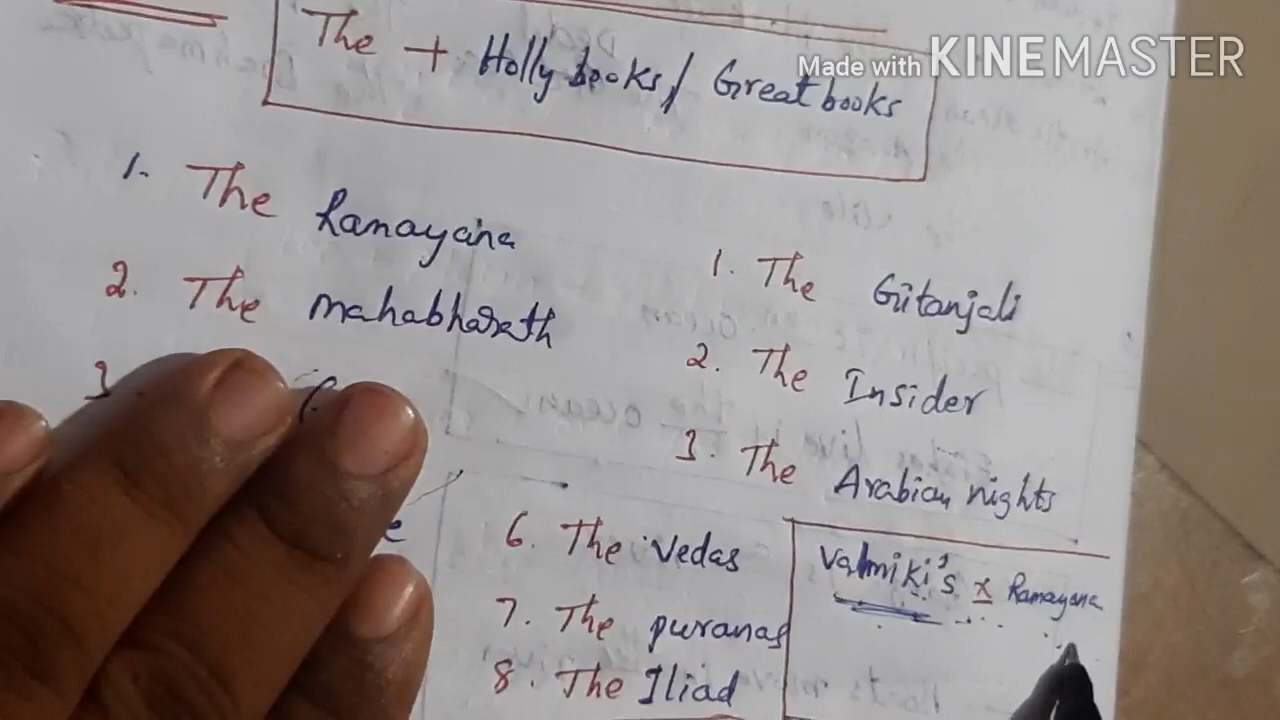 The + Holly books/ Great books
Made with KINEMASTER
1. The Ramayana
2. The mahabharath
3.
1. The Gitanjali
2. The Insider
3. The Arabian nights
6. The Vedas
7. The puranas
8. The Iliad
Valmiki's x Ramayana